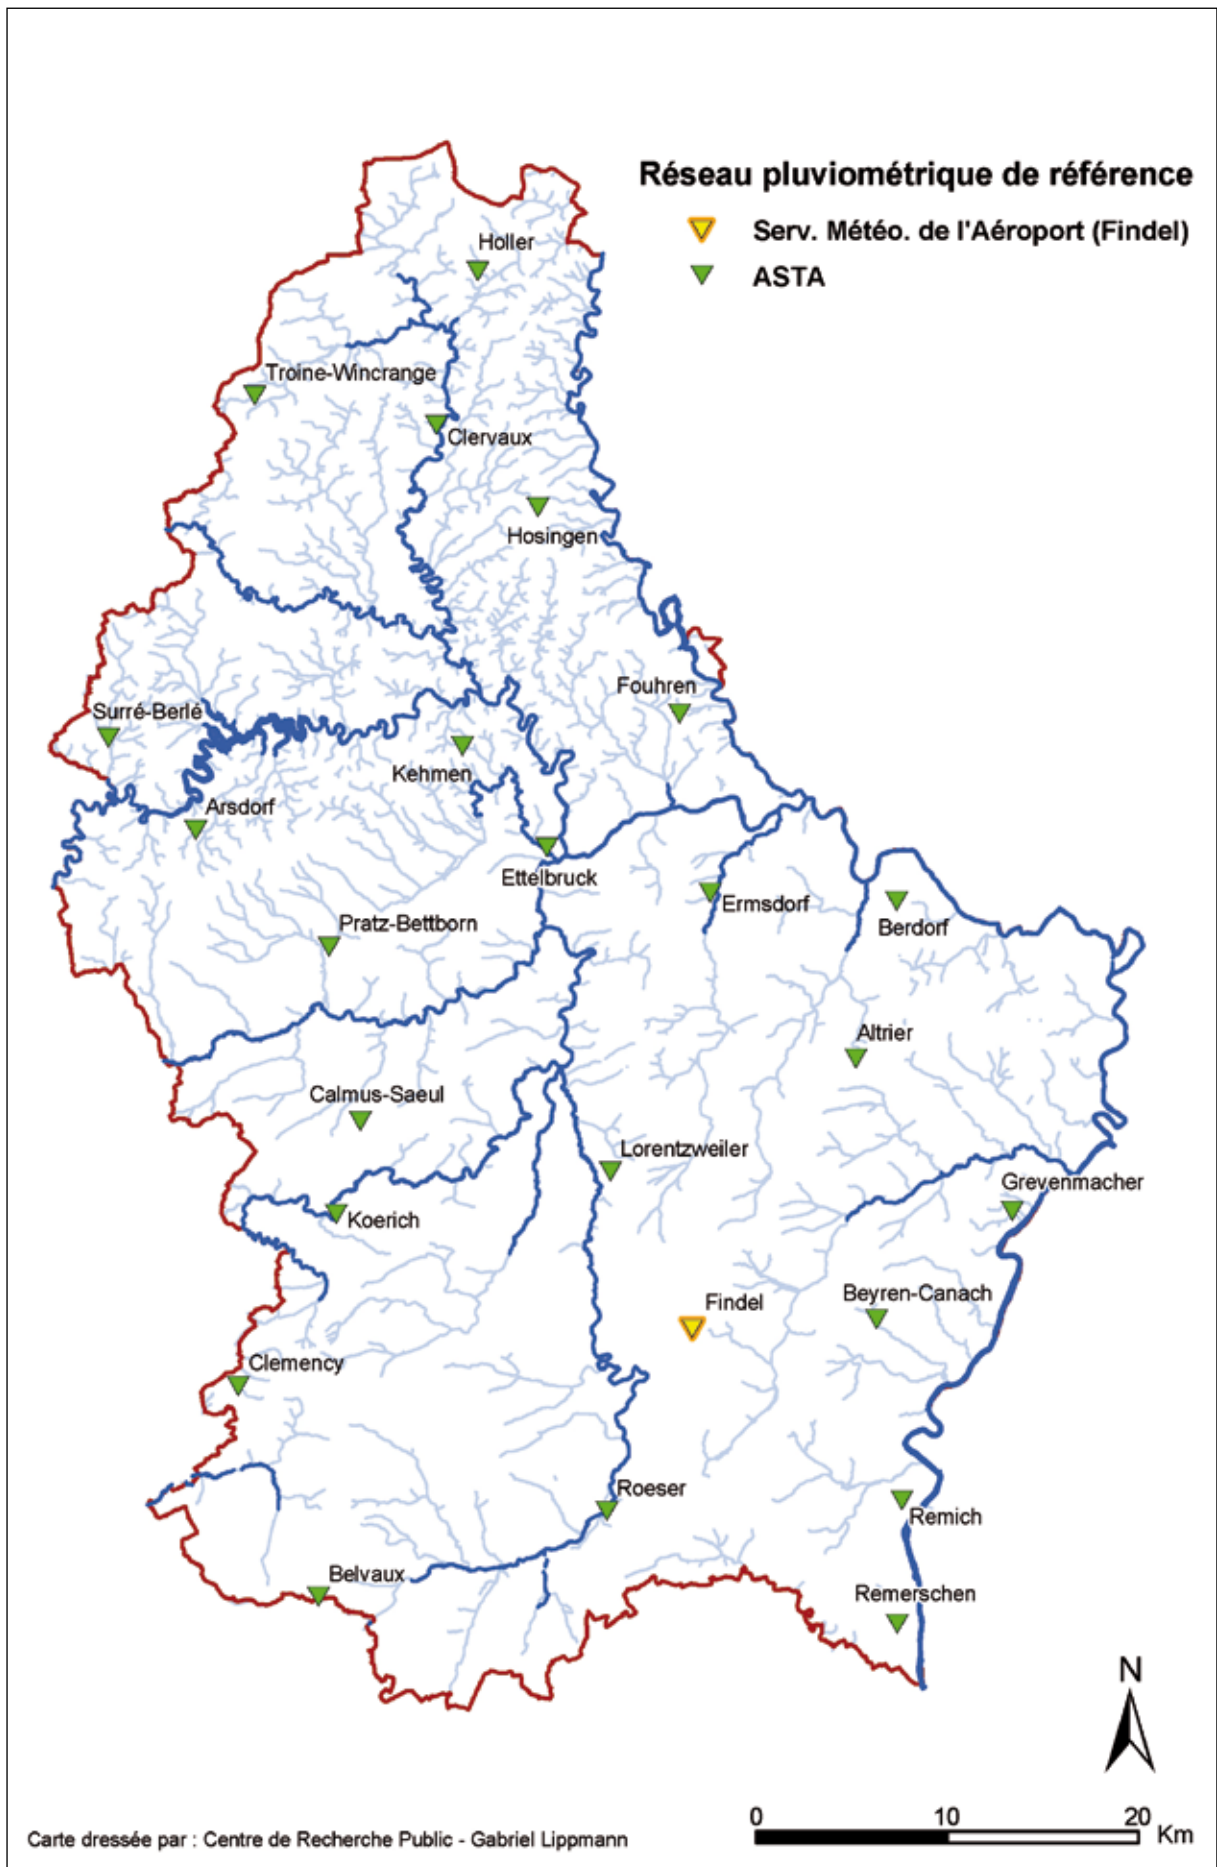 Réseau pluviométrique de référence
Serv. Météo. de l'Aéroport (Findel)
ASTA
Holler
Troine-Wincrange
Clervaux
Hosingen
Fouhren
Surré-Berlé
Kehmen
Arsdorf
Ettelbruck
Ermsdorf
Berdorf
Pratz-Bettborn
Altrier
Calmus-Saeul
Lorentzweiler
Grevenmacher
Koerich
Beyren-Canach
Findel
Clemency
Roeser
Remich
Belvaux
Remerschen
N
0 10 20
Km
Carte dressée par : Centre de Recherche Public - Gabriel Lippmann